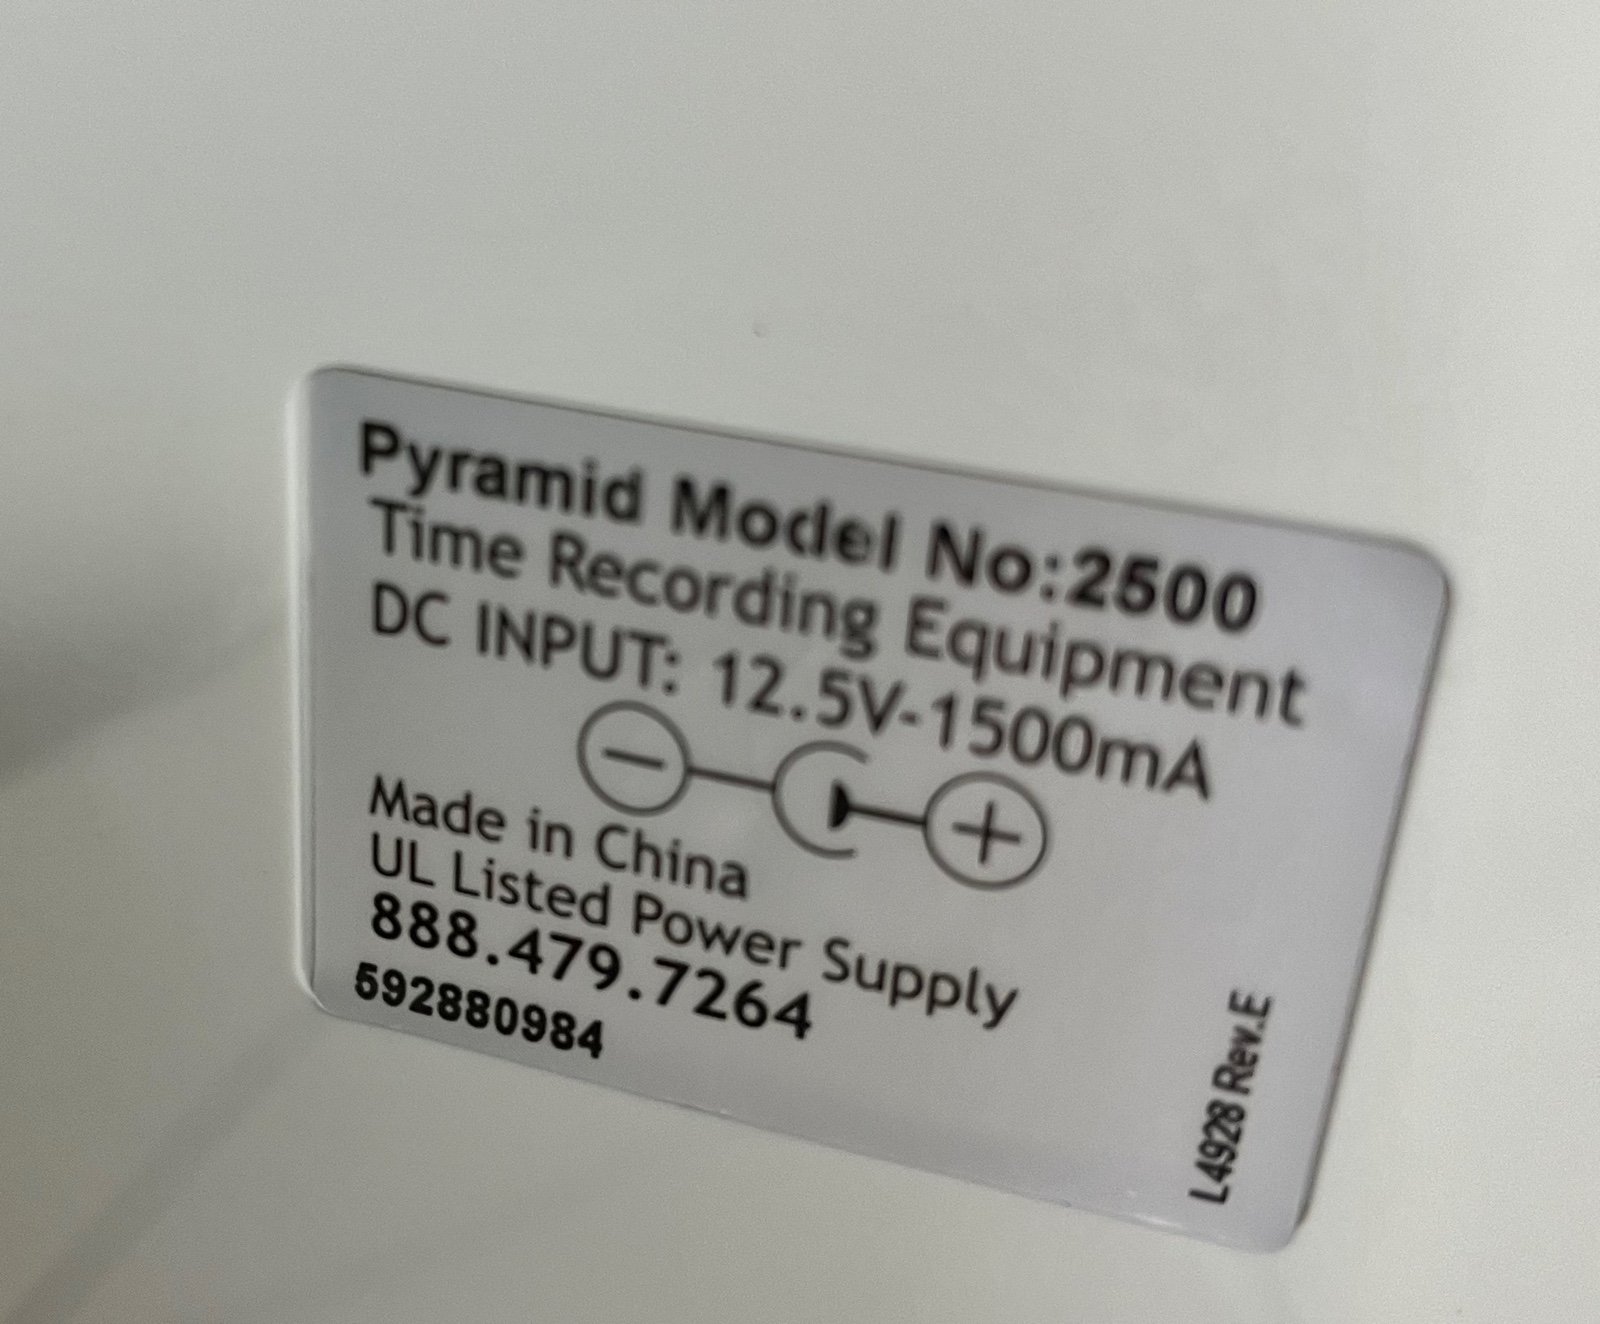 Pyramid Model No:2500
Time Recording Equipment
DC INPUT: 12.5V-1500mA
Made in China
UL Listed Power Supply
888.479.7264
592880984
L4928 Rev.E